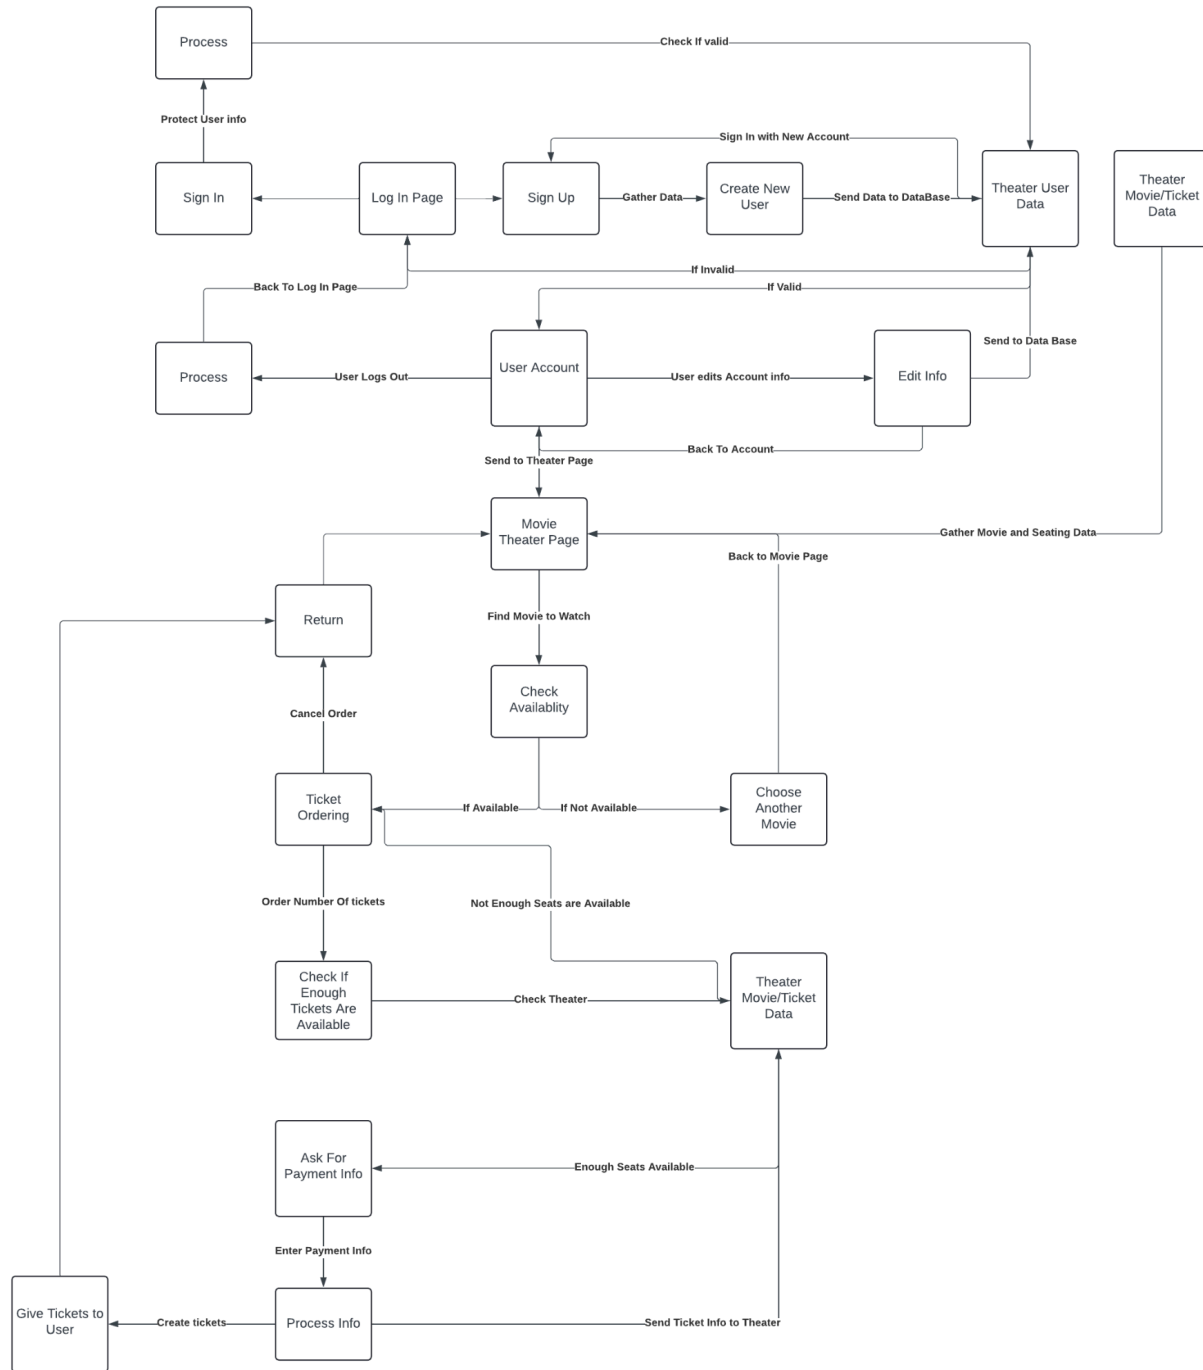 Process
Check If valid
Protect User info
Sign In with New Account
Sign In
Log In Page
Sign Up
Gather Data
Create New
User
Send Data to DataBase
Theater User
Data
Theater
Movie/Ticket
Data
If Invalid
Back To Log In Page
If Valid
Send to Data Base
Process
User Logs Out
User Account
User edits Account info
Edit Info
Back To Account
Send to Theater Page
Movie
Theater Page
Gather Movie and Seating Data
Back to Movie Page
Return
Find Movie to Watch
Check
Availablity
Cancel Order
Ticket
Ordering
If Available
If Not Available
Choose
Another
Movie
Order Number Of tickets
Not Enough Seats are Available
Check If
Enough
Tickets Are
Available
Check Theater
Theater
Movie/Ticket
Data
Ask For
Payment Info
Enough Seats Available
Enter Payment Info
Give Tickets to
User
Create tickets
Process Info
Send Ticket Info to Theater